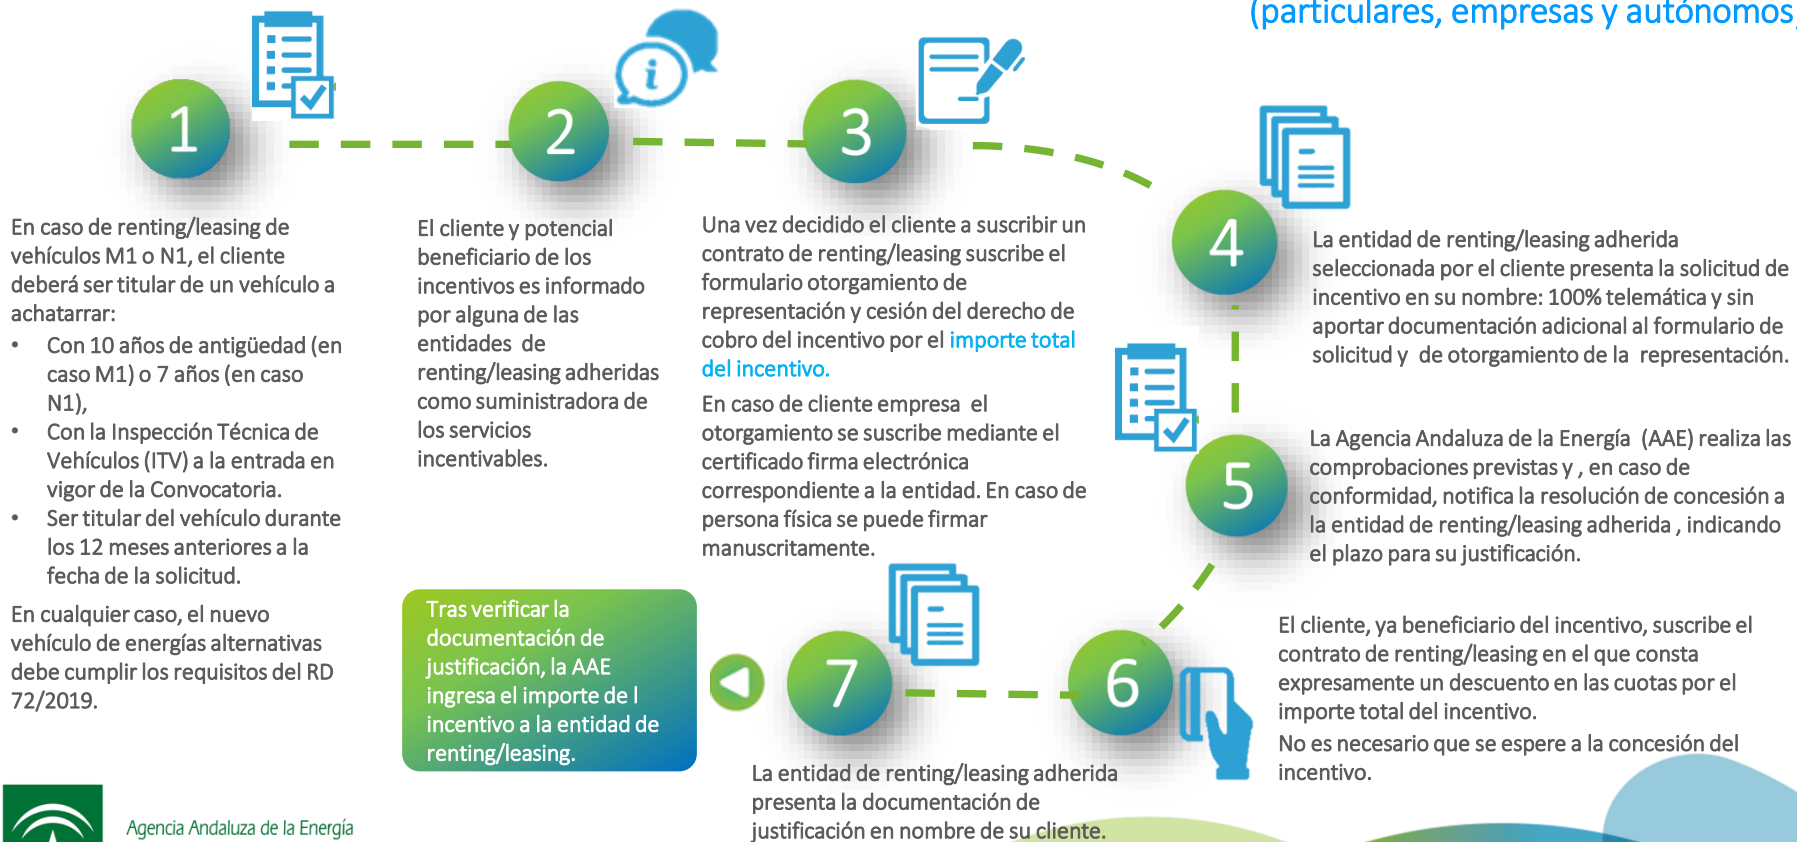 (particulares, empresas y autónomos)
1
2
3
4
5
6
7
En caso de renting/leasing de
vehículos M1 o N1, el cliente
deberá ser titular de un vehículo a
achatarrar:
• Con 10 años de antigüedad (en
caso M1) o 7 años (en caso
N1),
• Con la Inspección Técnica de
Vehículos (ITV) a la entrada en
vigor de la Convocatoria.
• Ser titular del vehículo durante
los 12 meses anteriores a la
fecha de la solicitud.
En cualquier caso, el nuevo
vehículo de energías alternativas
debe cumplir los requisitos del RD
72/2019.
El cliente y potencial
beneficiario de los
incentivos es informado
por alguna de las
entidades de
renting/leasing adheridas
como suministradora de
los servicios
incentivables.
Una vez decidido el cliente a suscribir un
contrato de renting/leasing suscribe el
formulario otorgamiento de
representación y cesión del derecho de
cobro del incentivo por el importe total
del incentivo.
En caso de cliente empresa el
otorgamiento se suscribe mediante el
certificado firma electrónica
correspondiente a la entidad. En caso de
persona física se puede firmar
manuscritamente.
La entidad de renting/leasing adherida
seleccionada por el cliente presenta la solicitud de
incentivo en su nombre: 100% telemática y sin
aportar documentación adicional al formulario de
solicitud y de otorgamiento de la representación.
La Agencia Andaluza de la Energía (AAE) realiza las
comprobaciones previstas y , en caso de
conformidad, notifica la resolución de concesión a
la entidad de renting/leasing adherida , indicando
el plazo para su justificación.
El cliente, ya beneficiario del incentivo, suscribe el
contrato de renting/leasing en el que consta
expresamente un descuento en las cuotas por el
importe total del incentivo.
No es necesario que se espere a la concesión del
incentivo.
La entidad de renting/leasing adherida
presenta la documentación de
justificación en nombre de su cliente.
Tras verificar la
documentación de
justificación, la AAE
ingresa el importe de l
incentivo a la entidad de
renting/leasing.
Agencia Andaluza de la Energía